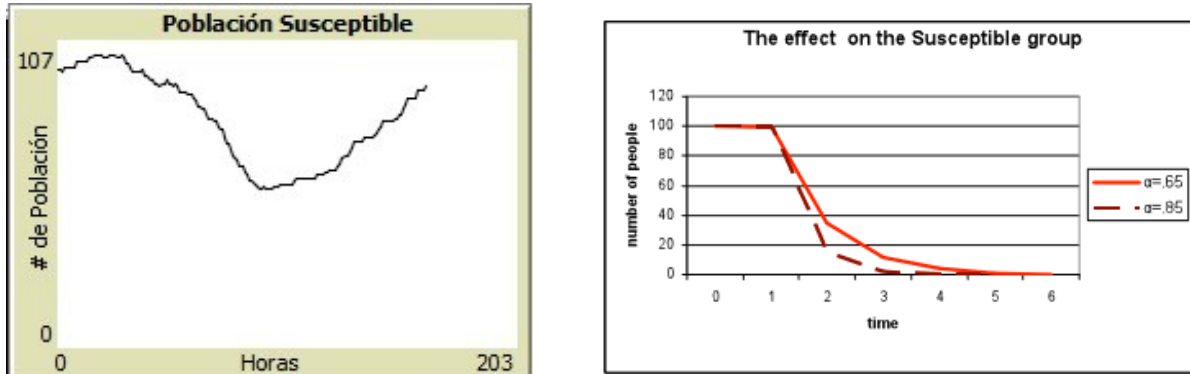 Población Susceptible
107
# de Población
0
0 Horas 203
The effect on the Susceptible group
120
100
80
60
40
20
0
number of people
0 1 2 3 4 5 6
time
α=.65
α=.85